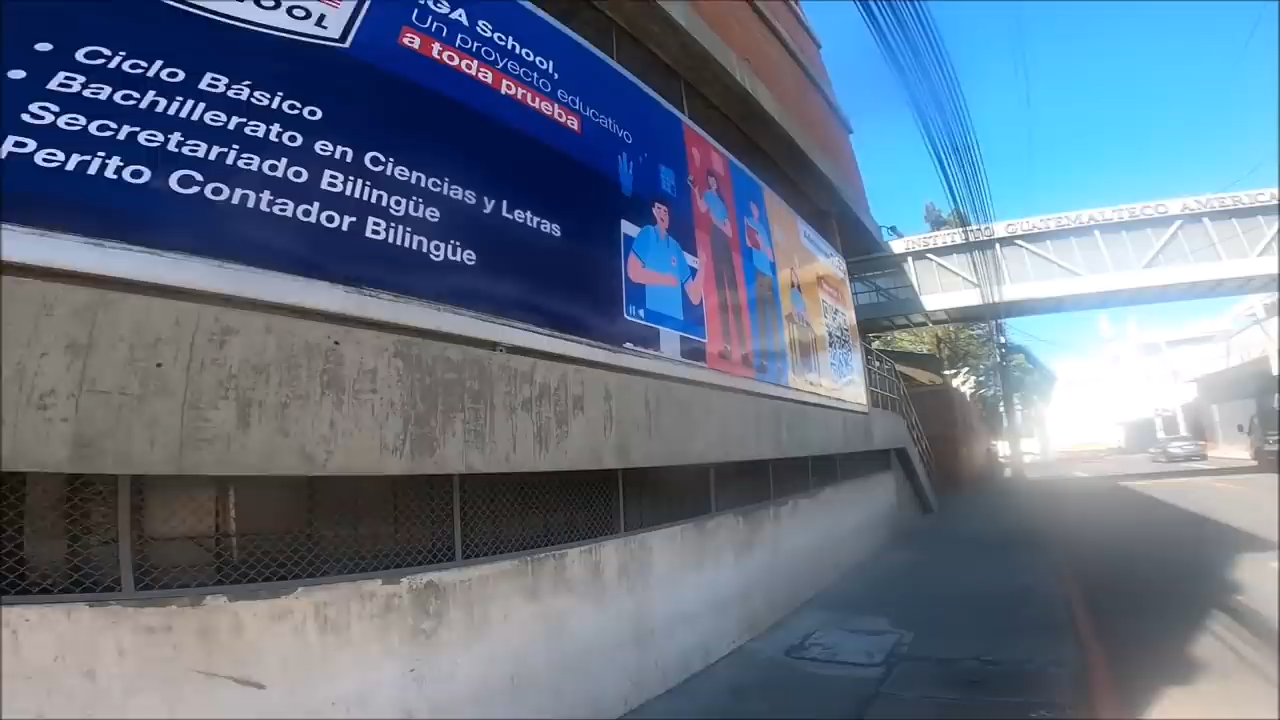 IGA School,
Un proyecto educativo
a toda prueba
• Ciclo Básico
• Bachillerato en Ciencias y Letras
Secretariado Bilingüe
Perito Contador Bilingüe
INSTITUTO GUATEMALTECO AMERICA